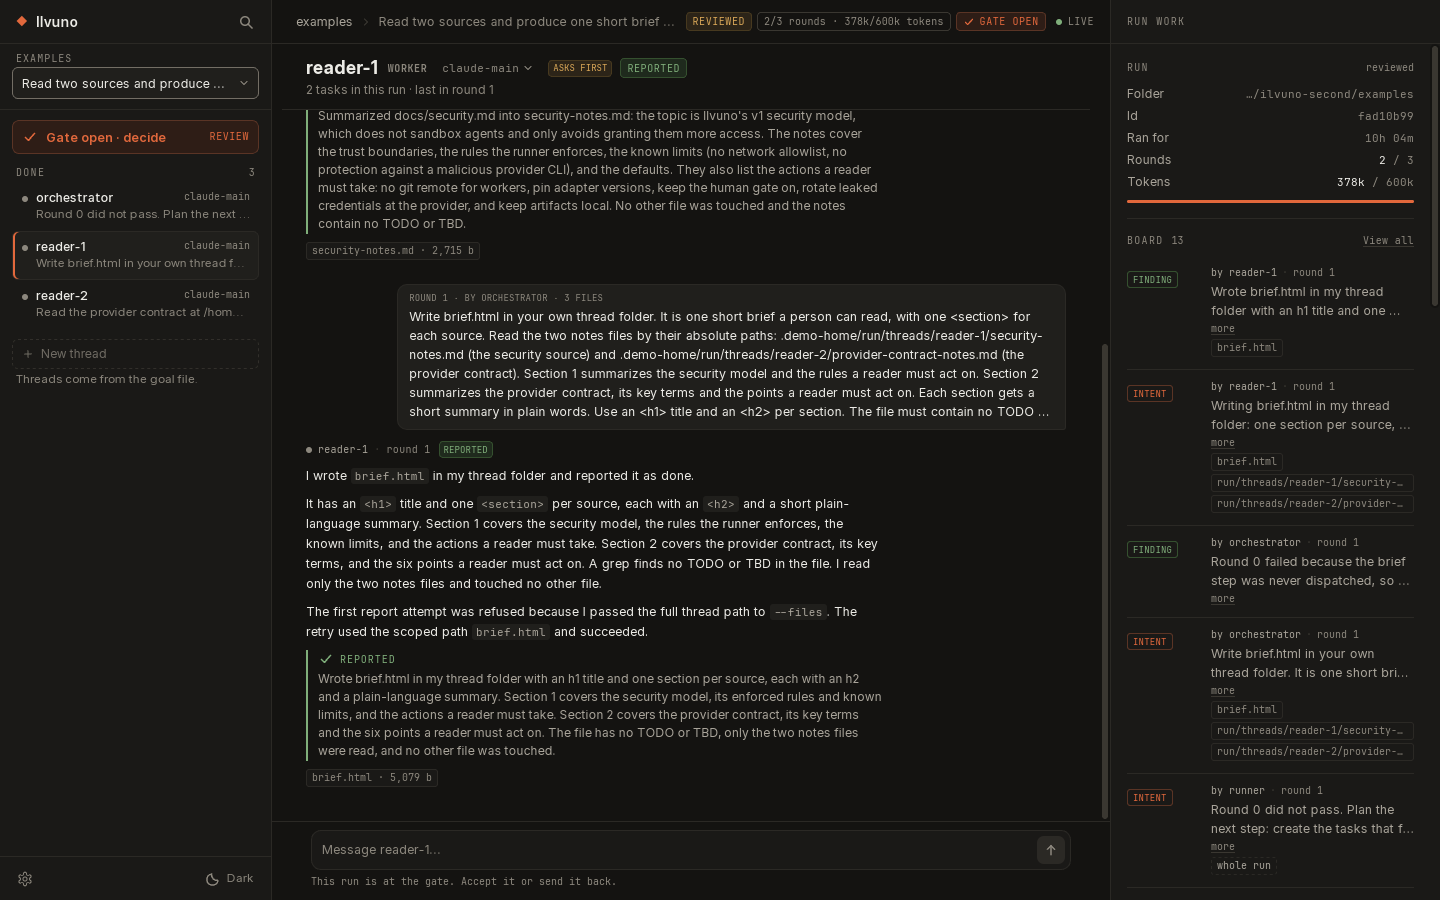 Ilvuno
EXAMPLES
Read two sources and produce ...
Gate open · decide REVIEW
DONE 3
orchestrator claude-main
Round 0 did not pass. Plan the next ...
reader-1 claude-main
Write brief.html in your own thread f...
reader-2 claude-main
Read the provider contract at /hom...
+ New thread
Threads come from the goal file.
Dark
examples > Read two sources and produce one short brief ... REVIEWED 2/3 rounds · 378k/600k tokens GATE OPEN LIVE
reader-1 WORKER claude-main ASKS FIRST REPORTED
2 tasks in this run · last in round 1
Summarized docs/security.md into security-notes.md: the topic is Ilvuno's v1 security model,
which does not sandbox agents and only avoids granting them more access. The notes cover
the trust boundaries, the rules the runner enforces, the known limits (no network allowlist, no
protection against a malicious provider CLI), and the defaults. They also list the actions a reader
must take: no git remote for workers, pin adapter versions, keep the human gate on, rotate leaked
credentials at the provider, and keep artifacts local. No other file was touched and the notes
contain no TODO or TBD.
security-notes.md · 2,715 b
ROUND 1 · BY ORCHESTRATOR · 3 FILES
Write brief.html in your own thread folder. It is one short brief a person can read, with one <section> for
each source. Read the two notes files by their absolute paths: .demo-home/run/threads/reader-1/security-
notes.md (the security source) and .demo-home/run/threads/reader-2/provider-contract-notes.md (the
provider contract). Section 1 summarizes the security model and the rules a reader must act on. Section 2
summarizes the provider contract, its key terms and the points a reader must act on. Each section gets a
short summary in plain words. Use an <h1> title and an <h2> per section. The file must contain no TODO ...
reader-1 · round 1 REPORTED
I wrote brief.html in my thread folder and reported it as done.
It has an <h1> title and one <section> per source, each with an <h2> and a short plain-
language summary. Section 1 covers the security model, the rules the runner enforces, the
known limits, and the actions a reader must take. Section 2 covers the provider contract, its key
terms, and the six points a reader must act on. A grep finds no TODO or TBD in the file. I read
only the two notes files and touched no other file.
The first report attempt was refused because I passed the full thread path to --files. The
retry used the scoped path brief.html and succeeded.
REPORTED
Wrote brief.html in my thread folder with an h1 title and one section per source, each with an h2
and a plain-language summary. Section 1 covers the security model, its enforced rules and known
limits, and the actions a reader must take. Section 2 covers the provider contract, its key terms
and the six points a reader must act on. The file has no TODO or TBD, only the two notes files
were read, and no other file was touched.
brief.html · 5,079 b
Message reader-1...
This run is at the gate. Accept it or send it back.
RUN WORK
RUN reviewed
Folder …/ilvuno-second/examples
Id fad10b99
Ran for 10h 04m
Rounds 2 / 3
Tokens 378k / 600k
BOARD 13 View all
FINDING by reader-1 · round 1
Wrote brief.html in my thread
folder with an h1 title and one ...
more
brief.html
INTENT by reader-1 · round 1
Writing brief.html in my thread
folder: one section per source, ...
more
brief.html
run/threads/reader-1/security-…
run/threads/reader-2/provider-…
FINDING by orchestrator · round 1
Round 0 failed because the brief
step was never dispatched, so ...
more
INTENT by orchestrator · round 1
Write brief.html in your own
thread folder. It is one short bri...
more
brief.html
run/threads/reader-1/security-…
run/threads/reader-2/provider-…
INTENT by runner · round 1
Round 0 did not pass. Plan the
next step: create the tasks that f...
more
whole run